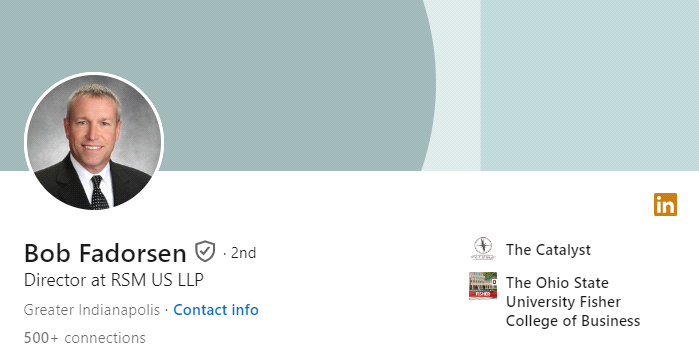 in
Bob Fadorsen · 2nd
Director at RSM US LLP
Greater Indianapolis · Contact info
500+ connections
The Catalyst
FISHER
The Ohio State
University Fisher
College of Business